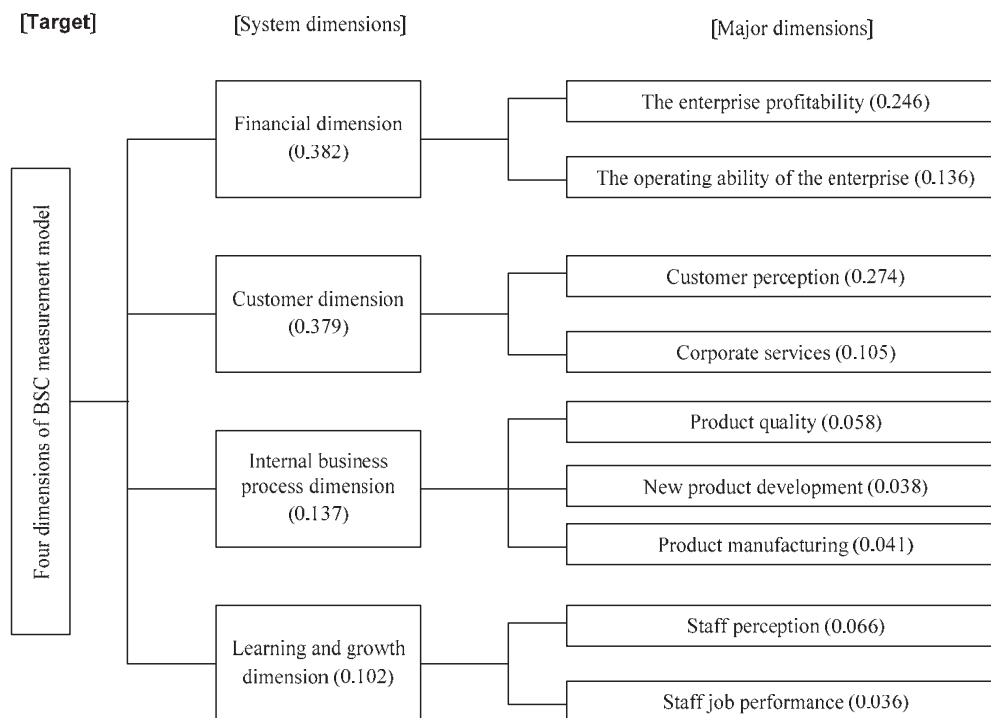 [Target]
[System dimensions]
[Major dimensions]
Four dimensions of BSC measurement model
Financial dimension
(0.382)
The enterprise profitability (0.246)
The operating ability of the enterprise (0.136)
Customer dimension
(0.379)
Customer perception (0.274)
Corporate services (0.105)
Internal business
process dimension
(0.137)
Product quality (0.058)
New product development (0.038)
Product manufacturing (0.041)
Learning and growth
dimension (0.102)
Staff perception (0.066)
Staff job performance (0.036)